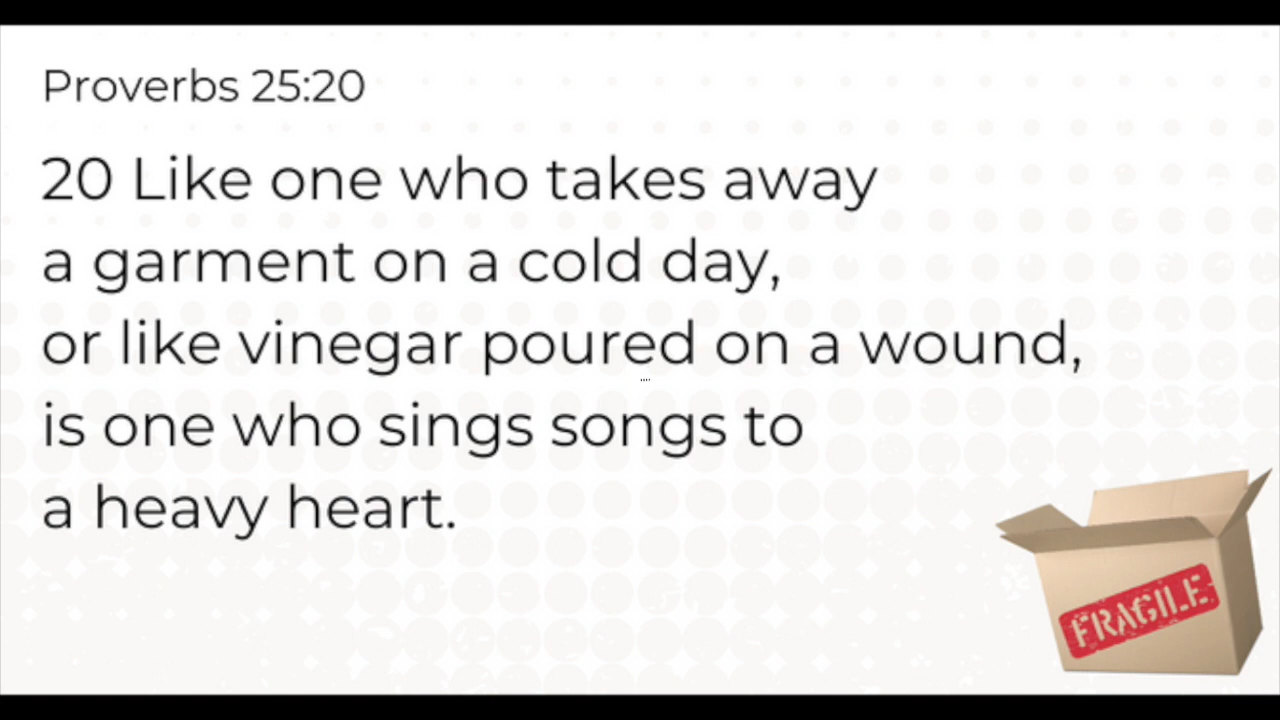 Proverbs 25:20
20 Like one who takes away
a garment on a cold day,
or like vinegar poured on a wound,
is one who sings songs to
a heavy heart.
FRAGILE